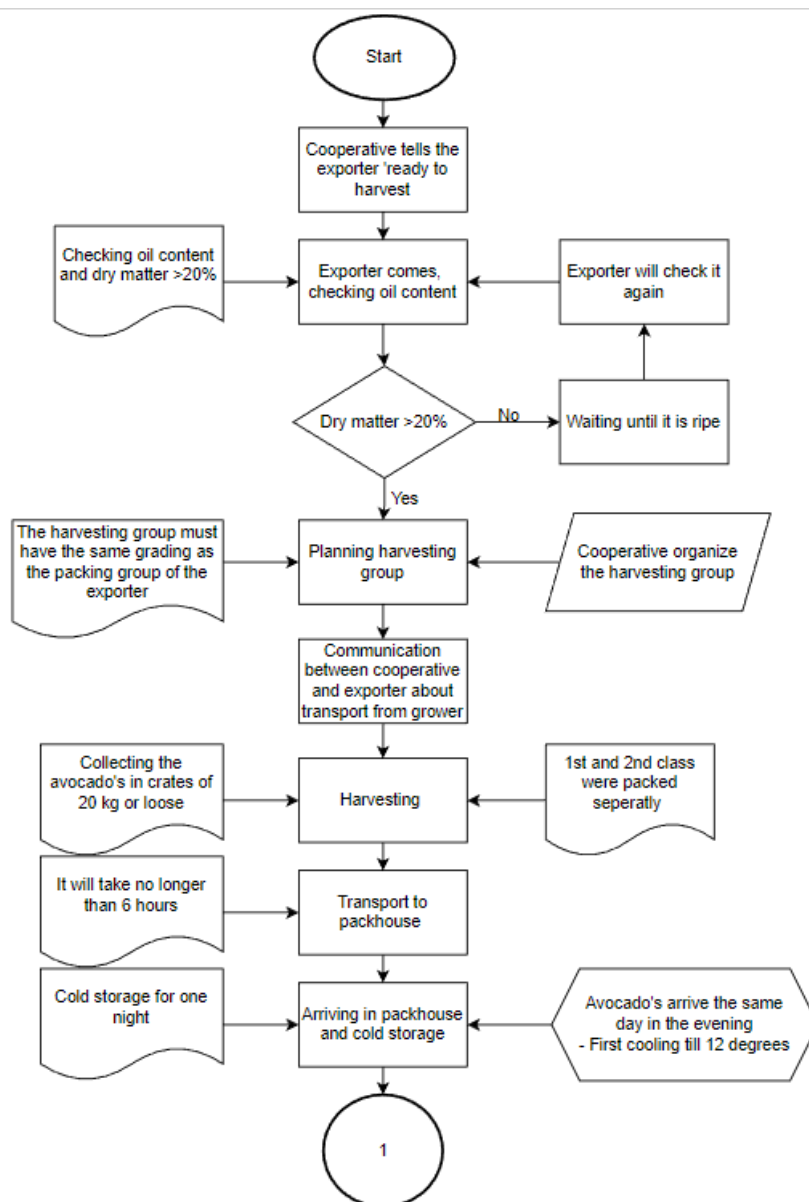 Start
Cooperative tells the
exporter 'ready to
harvest
Checking oil content
and dry matter >20%
Exporter comes,
checking oil content
Exporter will check it
again
Dry matter >20%
No
Waiting until it is ripe
Yes
The harvesting group must
have the same grading as
the packing group of the
exporter
Planning harvesting
group
Cooperative organize
the harvesting group
Communication
between cooperative
and exporter about
transport from grower
Collecting the
avocado's in crates of
20 kg or loose
Harvesting
1st and 2nd class
were packed
seperatly
It will take no longer
than 6 hours
Transport to
packhouse
Cold storage for one
night
Arriving in packhouse
and cold storage
Avocado's arrive the same
day in the evening
- First cooling till 12 degrees
1